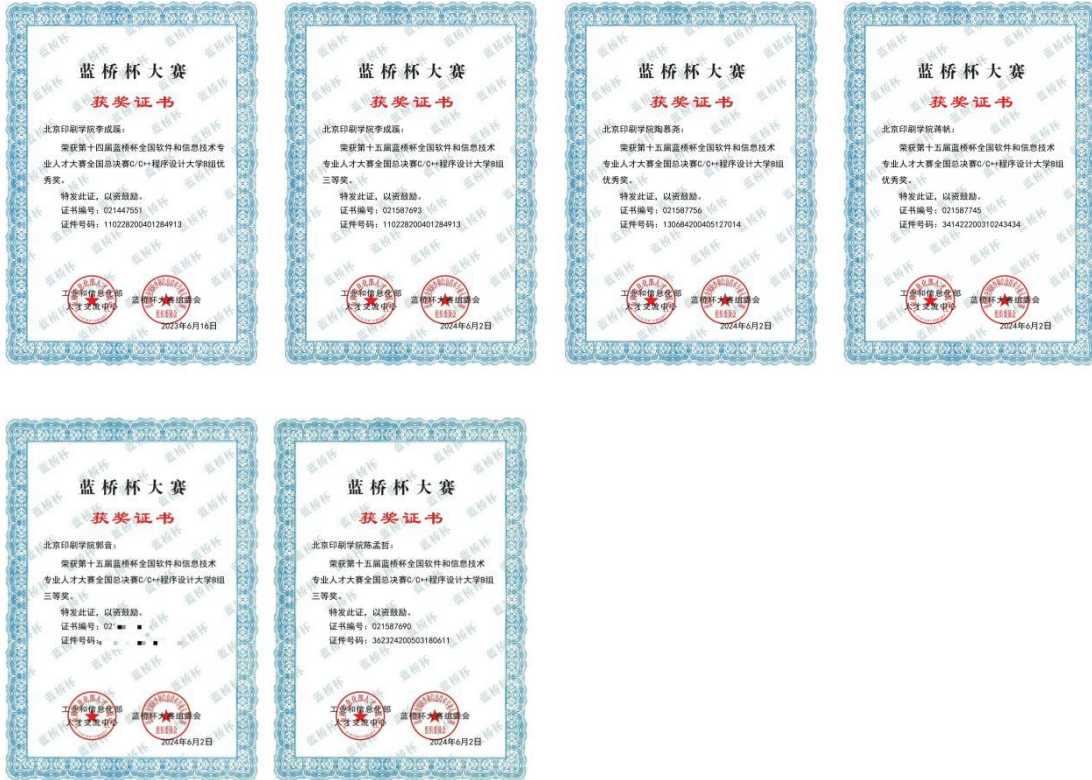 蓝桥杯大赛
获奖证书
北京印刷学院李成蹊：
荣获第十四届蓝桥杯全国软件和信息技术专
业人才大赛全国总决赛C/C++程序设计大学B组优
秀奖。
特发此证，以资鼓励。
证书编号：021447551
证件号码：110228200401284913
工业和信息化部
人才交流中心
蓝桥杯大赛组委会
2023年6月16日
蓝桥杯大赛
获奖证书
北京印刷学院李成蹊：
荣获第十五届蓝桥杯全国软件和信息技术
专业人才大赛全国总决赛C/C++程序设计大学B组
三等奖。
特发此证，以资鼓励。
证书编号：021587693
证件号码：110228200401284913
工业和信息化部
人才交流中心
蓝桥杯大赛组委会
2024年6月2日
蓝桥杯大赛
获奖证书
北京印刷学院陶慕尧：
荣获第十五届蓝桥杯全国软件和信息技术
专业人才大赛全国总决赛C/C++程序设计大学B组
优秀奖。
特发此证，以资鼓励。
证书编号：021587756
证件号码：130684200405127014
工业和信息化部
人才交流中心
蓝桥杯大赛组委会
2024年6月2日
蓝桥杯大赛
获奖证书
北京印刷学院蒋帆：
荣获第十五届蓝桥杯全国软件和信息技术
专业人才大赛全国总决赛C/C++程序设计大学B组
优秀奖。
特发此证，以资鼓励。
证书编号：021587745
证件号码：341422200310243434
工业和信息化部
人才交流中心
蓝桥杯大赛组委会
2024年6月2日
蓝桥杯大赛
获奖证书
北京印刷学院郭音：
荣获第十五届蓝桥杯全国软件和信息技术
专业人才大赛全国总决赛C/C++程序设计大学B组
三等奖。
特发此证，以资鼓励。
证书编号：02
证件号码：
工业和信息化部
人才交流中心
蓝桥杯大赛组委会
2024年6月2日
蓝桥杯大赛
获奖证书
北京印刷学院陈孟哲：
荣获第十五届蓝桥杯全国软件和信息技术
专业人才大赛全国总决赛C/C++程序设计大学B组
三等奖。
特发此证，以资鼓励。
证书编号：021587690
证件号码：362324200503180611
工业和信息化部
人才交流中心
蓝桥杯大赛组委会
2024年6月2日